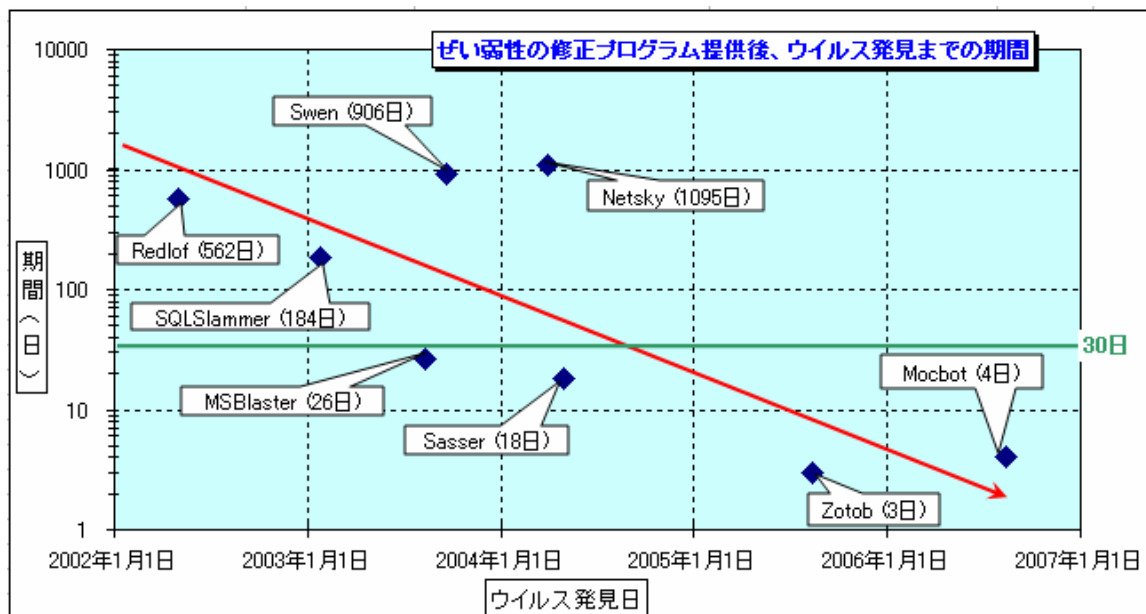 ぜい弱性の修正プログラム提供後、ウイルス発見までの期間
10000
1000
100
10
1
期間(日)
Swen (906日)
Netsky (1095日)
Redlof (562日)
SQLSlammer (184日)
30日
MSBlaster (26日)
Mocbot (4日)
Sasser (18日)
Zotob (3日)
2002年1月1日 2003年1月1日 2004年1月1日 2005年1月1日 2006年1月1日 2007年1月1日
ウイルス発見日